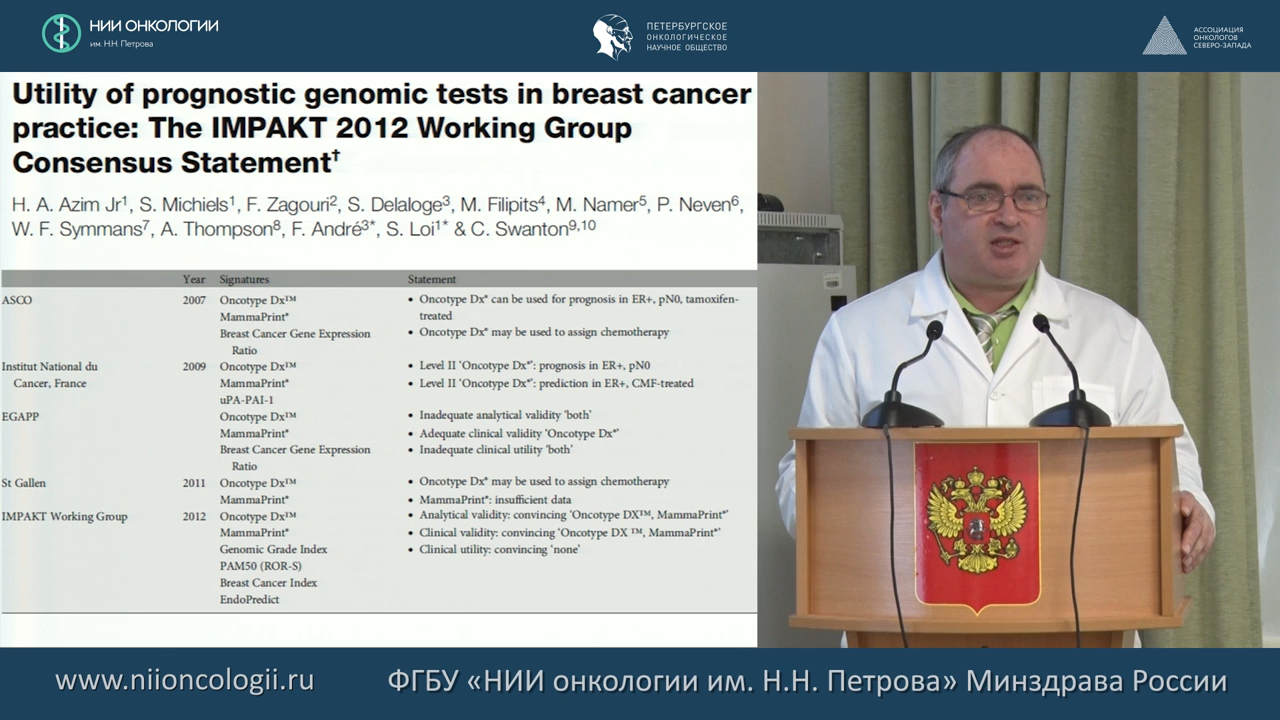 НИИ ОНКОЛОГИИ
им. Н.Н. Петрова
ПЕТЕРБУРГСКОЕ
ОНКОЛОГИЧЕСКОЕ
НАУЧНОЕ ОБЩЕСТВО
АССОЦИАЦИЯ
ОНКОЛОГОВ
СЕВЕРО-ЗАПАДА
Utility of prognostic genomic tests in breast cancer
practice: The IMPAKT 2012 Working Group
Consensus Statement†
H. A. Azim Jr1, S. Michiels1, F. Zagouri2, S. Delaloge3, M. Filipits4, M. Namer5, P. Neven6,
W. F. Symmans7, A. Thompson8, F. André3*, S. Loi1* & C. Swanton9,10
Year Signatures Statement
ASCO 2007 Oncotype Dx™ • Oncotype Dx® can be used for prognosis in ER+, pN0, tamoxifen-
MammaPrint® treated
Breast Cancer Gene Expression • Oncotype Dx® may be used to assign chemotherapy
Ratio
Institut National du 2009 Oncotype Dx™ • Level II ‘Oncotype Dx®’: prognosis in ER+, pN0
Cancer, France MammaPrint® • Level II ‘Oncotype Dx®’: prediction in ER+, CMF-treated
uPA-PAI-1
EGAPP Oncotype Dx™ • Inadequate analytical validity ‘both’
MammaPrint® • Adequate clinical validity ‘Oncotype Dx®’
Breast Cancer Gene Expression • Inadequate clinical utility ‘both’
Ratio
St Gallen 2011 Oncotype Dx™ • Oncotype Dx® may be used to assign chemotherapy
MammaPrint® • MammaPrint®: insufficient data
IMPAKT Working Group 2012 Oncotype Dx™ • Analytical validity: convincing ‘Oncotype DX™, MammaPrint®’
MammaPrint® • Clinical validity: convincing ‘Oncotype DX ™, MammaPrint®’
Genomic Grade Index • Clinical utility: convincing ‘none’
PAM50 (ROR-S)
Breast Cancer Index
EndoPredict
www.niioncologii.ru
ФГБУ «НИИ онкологии им. Н.Н. Петрова» Минздрава России